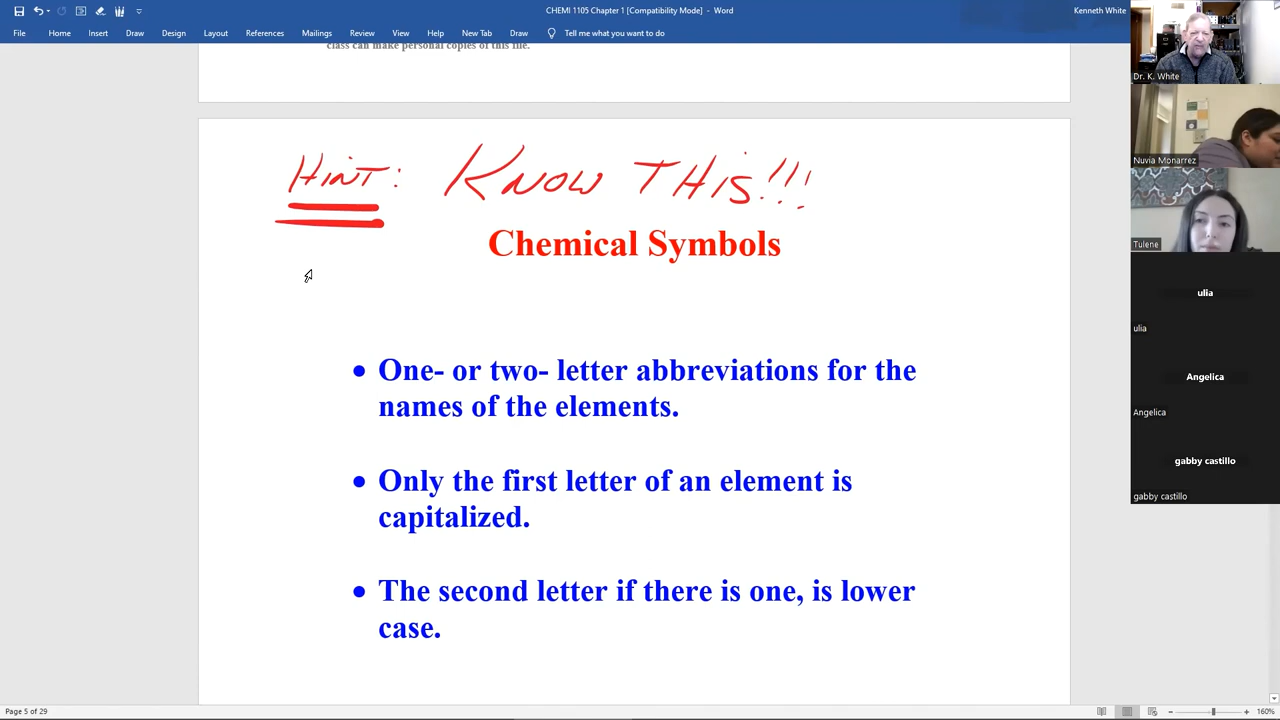 CHEMI 1105 Chapter 1 [Compatibility Mode] - Word
Kenneth White
File Home Insert Draw Design Layout References Mailings Review View Help New Tab Draw Tell me what you want to do
class can make personal copies of this file.
HINT: KNOW THIS!!!
Chemical Symbols
• One- or two- letter abbreviations for the
names of the elements.
• Only the first letter of an element is
capitalized.
• The second letter if there is one, is lower
case.
Dr. K. White
Nuvia Monarrez
Tulene
ulia
ulia
Angelica
Angelica
gabby castillo
gabby castillo
Page 5 of 29
160%